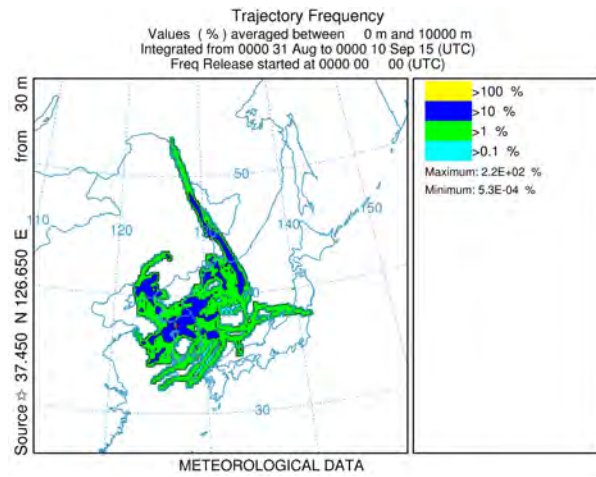 Trajectory Frequency
Values ( % ) averaged between 0 m and 10000 m
Integrated from 0000 31 Aug to 0000 10 Sep 15 (UTC)
Freq Release started at 0000 00 00 (UTC)
Source ☆ 37.450 N 126.650 E from 30 m
>100 %
>10 %
>1 %
>0.1 %
Maximum: 2.2E+02 %
Minimum: 5.3E-04 %
50
150
140
110
120
30
METEOROLOGICAL DATA